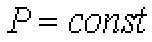 P = const